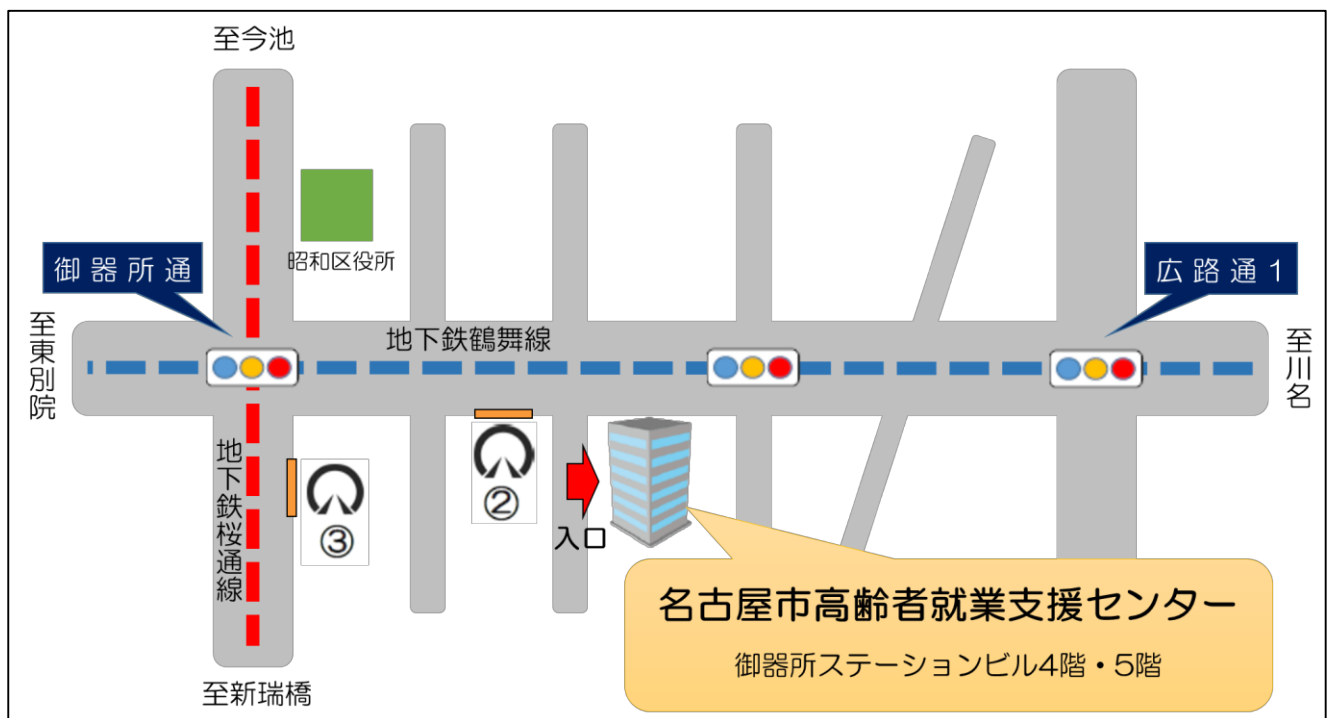 至今池
昭和区役所
御器所通
広路通1
至東別院
地下鉄鶴舞線
至川名
地下鉄桜通線
③
②
入口
名古屋市高齢者就業支援センター
御器所ステーションビル4階・5階
至新瑞橋